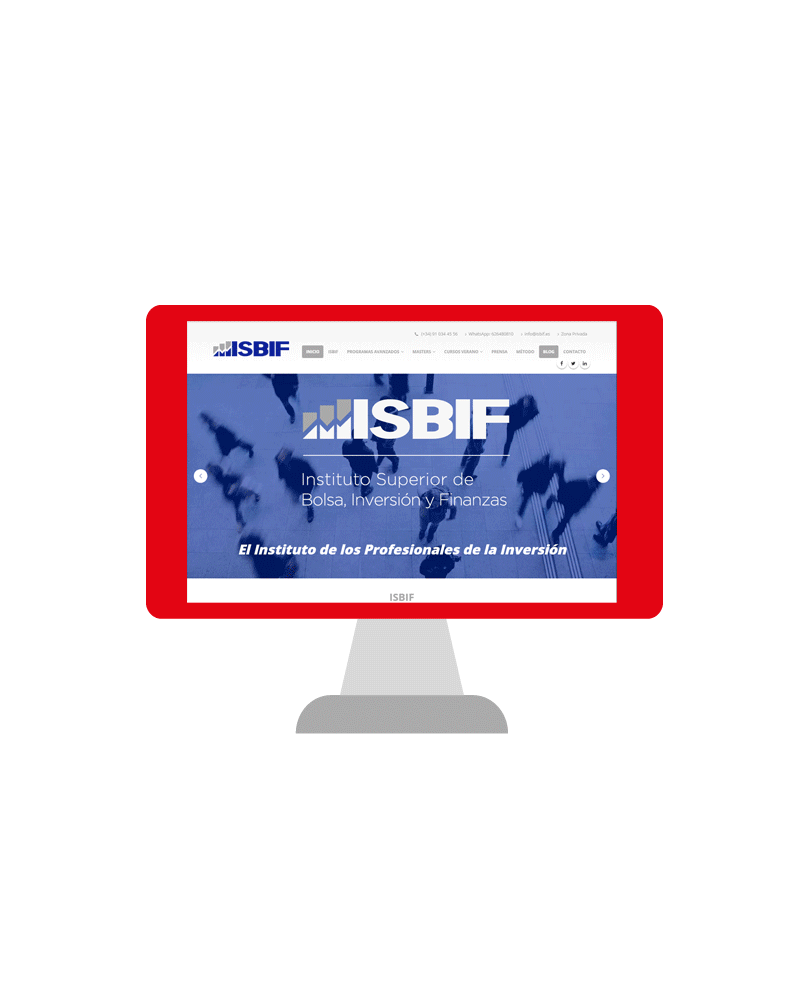 (+34) 91 534 45 30 WhatsApp info@isbif.es Zona Privada
ISBIF
INICIO ISBIF PROGRAMAS AVANZADOS MASTERS CURSOS VERANO PRENSA MÉTODO BLOG CONTACTO
ISBIF
Instituto Superior de
Bolsa, Inversión y Finanzas
El Instituto de los Profesionales de la Inversión
ISBIF